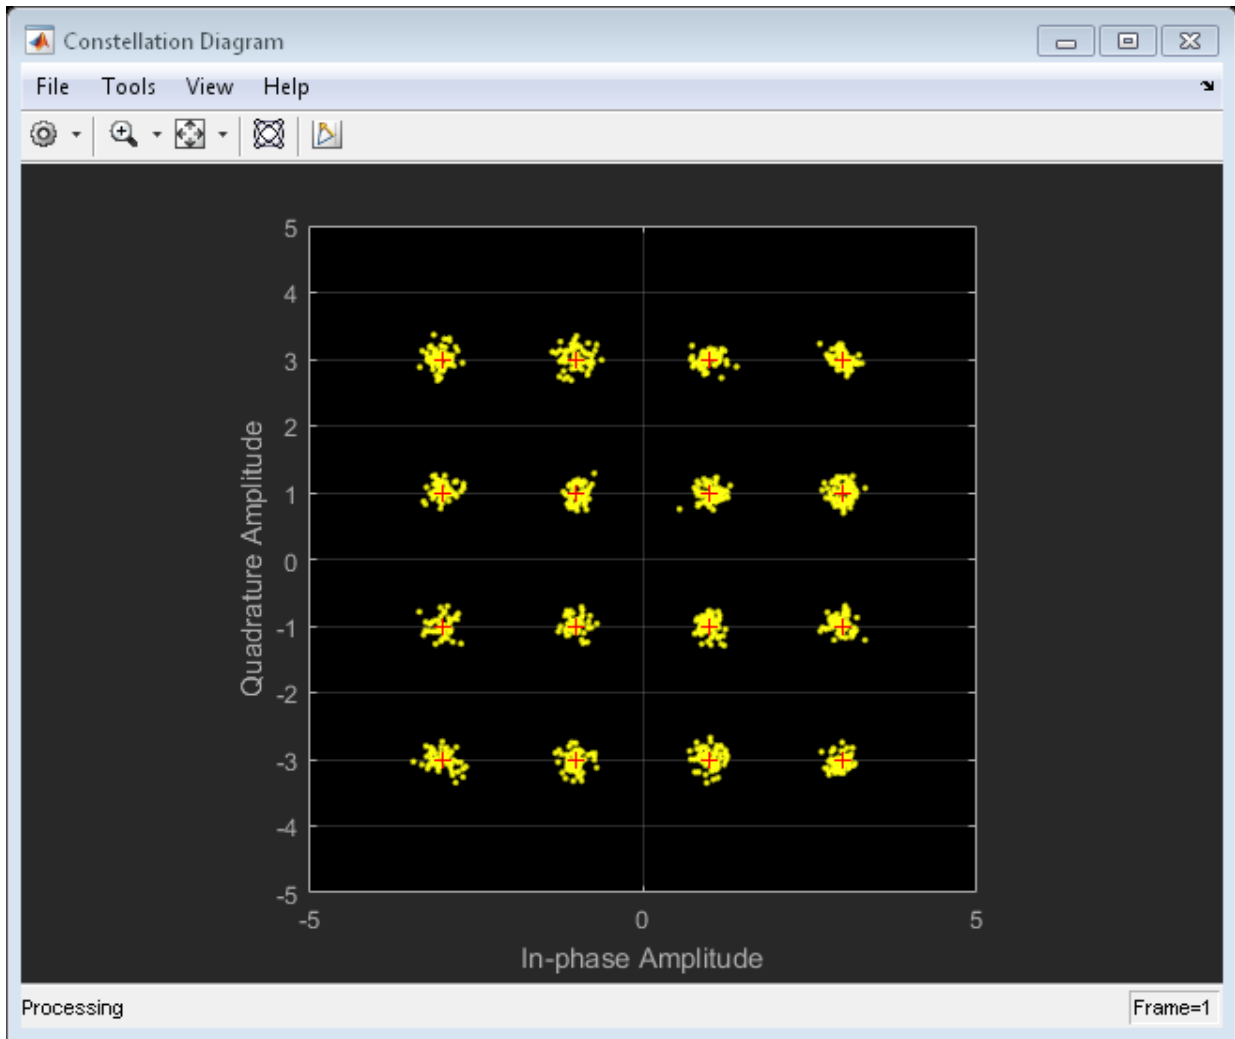 Constellation Diagram
File Tools View Help
5
4
3
2
1
0
-1
-2
-3
-4
-5
Quadrature Amplitude
-5 0 5
In-phase Amplitude
Processing Frame=1